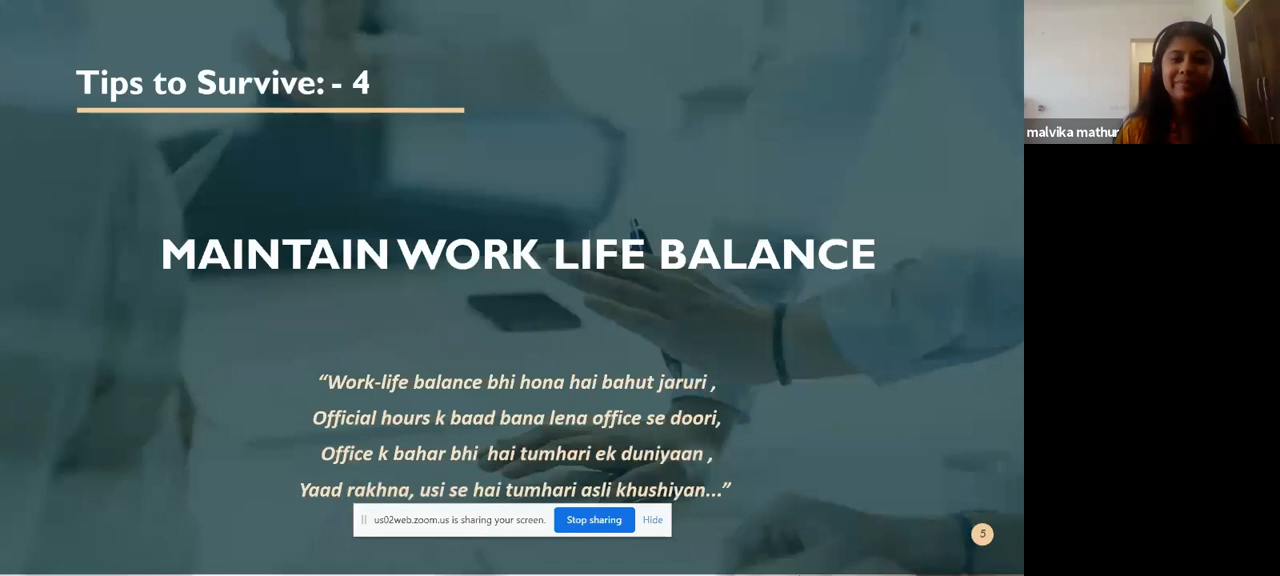 Tips to Survive: - 4
malvika mathur
MAINTAIN WORK LIFE BALANCE
“Work-life balance bhi hona hai bahut jaruri ,
Official hours k baad bana lena office se doori,
Office k bahar bhi hai tumhari ek duniyaan ,
Yaad rakhna, usi se hai tumhari asli khushiyan...”
us02web.zoom.us is sharing your screen. Stop sharing Hide
5